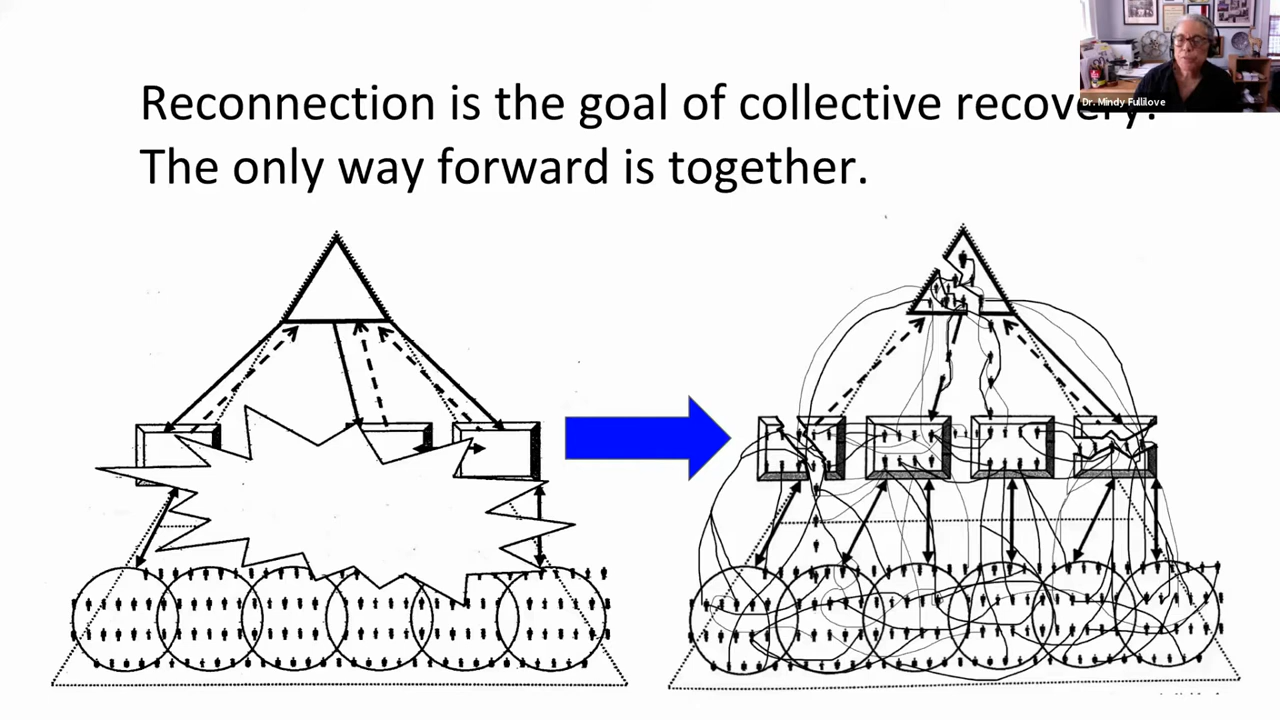 Reconnection is the goal of collective recovery.
The only way forward is together.
Dr. Mindy Fullilove